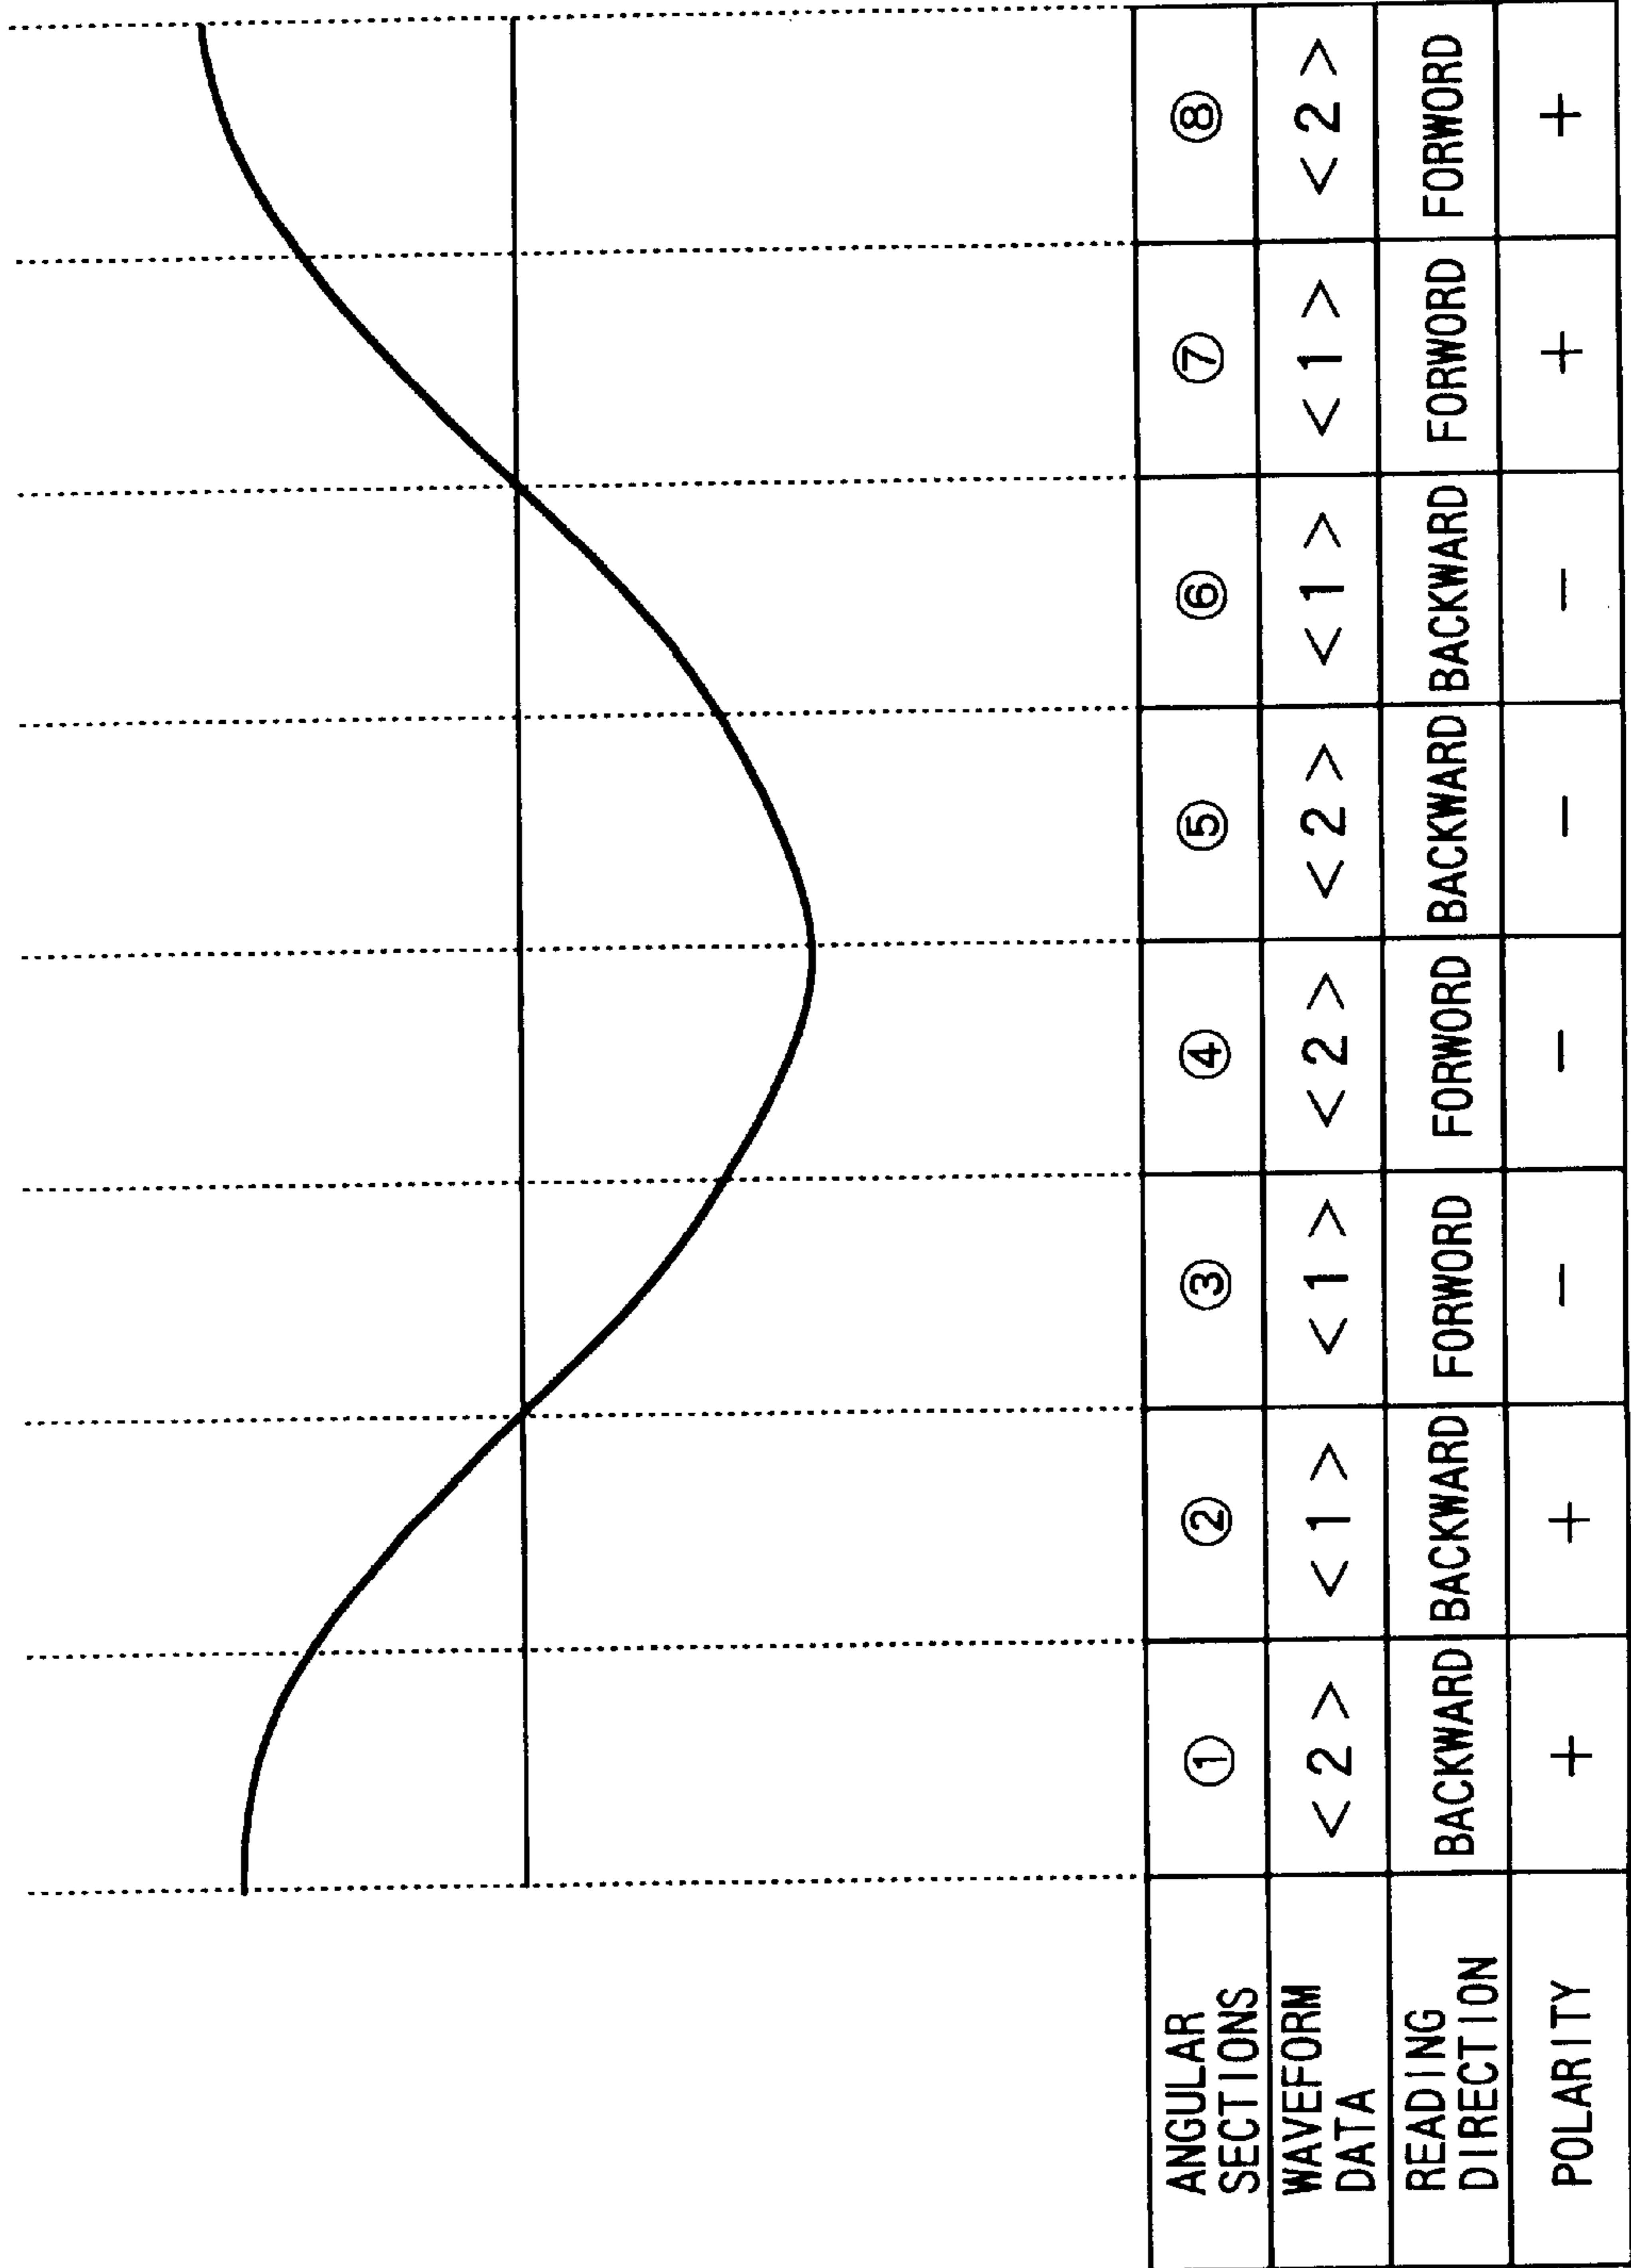 ANGULAR
SECTIONS ① ② ③ ④ ⑤ ⑥ ⑦ ⑧
WAVEFORM
DATA <2> <1> <1> <2> <2> <1> <1> <2>
READING
DIRECTION BACKWARD BACKWARD FORWORD FORWORD BACKWARD BACKWARD FORWORD FORWORD
POLARITY + + − − − − + +